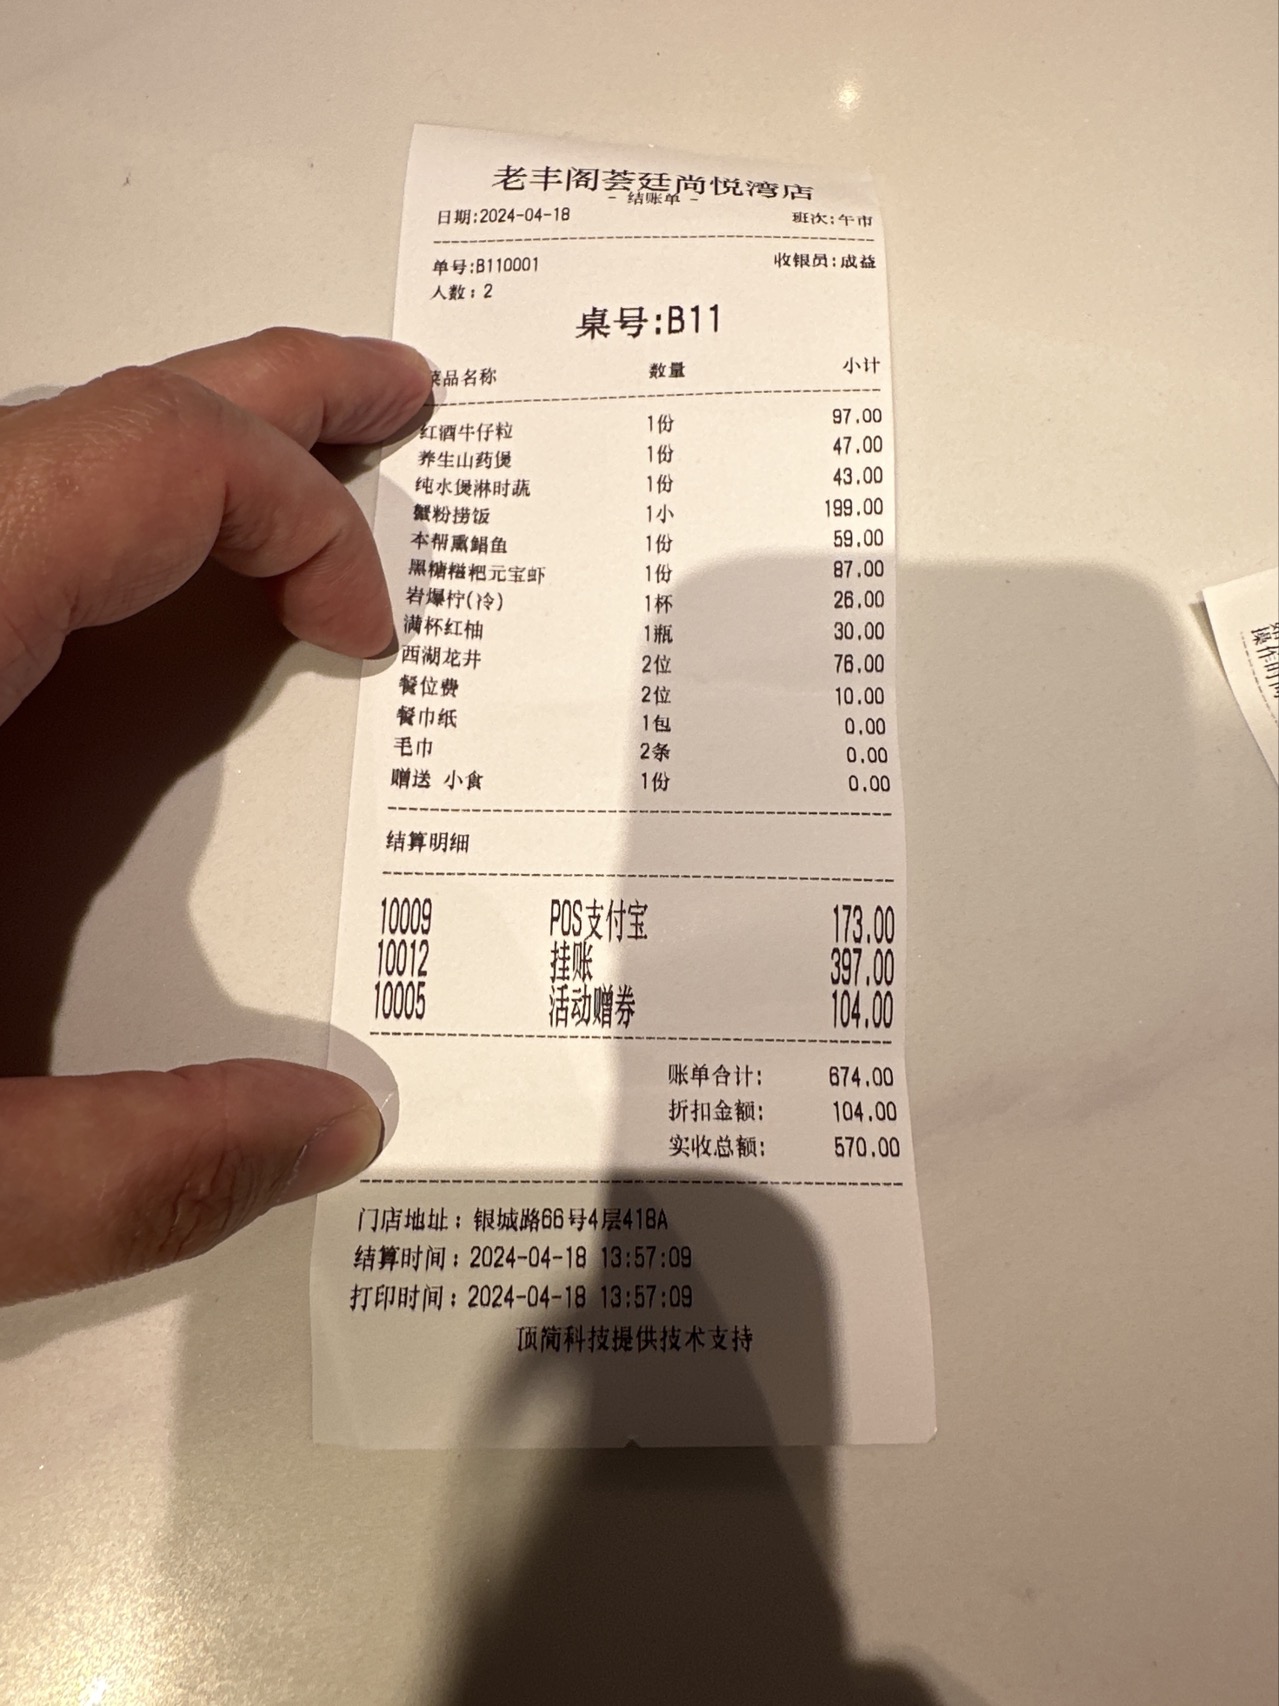 老丰阁荟廷尚悦湾店
- 结账单 -
日期:2024-04-18 班次:午市
单号:B110001 收银员:成益
人数: 2
桌号:B11
菜品名称 数量 小计
红酒牛仔粒 1份 97.00
养生山药煲 1份 47.00
纯水煲淋时蔬 1份 43.00
蟹粉捞饭 1小 199.00
本帮熏鲳鱼 1份 59.00
黑糖糍粑元宝虾 1份 87.00
岩爆柠(冷) 1杯 26.00
满杯红柚 1瓶 30.00
西湖龙井 2位 76.00
餐位费 2位 10.00
餐巾纸 1包 0.00
毛巾 2条 0.00
赠送 小食 1份 0.00
结算明细
10009 POS支付宝 173.00
10012 挂账 397.00
10005 活动赠券 104.00
账单合计: 674.00
折扣金额: 104.00
实收总额: 570.00
门店地址: 银城路66号4层418A
结算时间: 2024-04-18 13:57:09
打印时间: 2024-04-18 13:57:09
顶简科技提供技术支持
操作时间